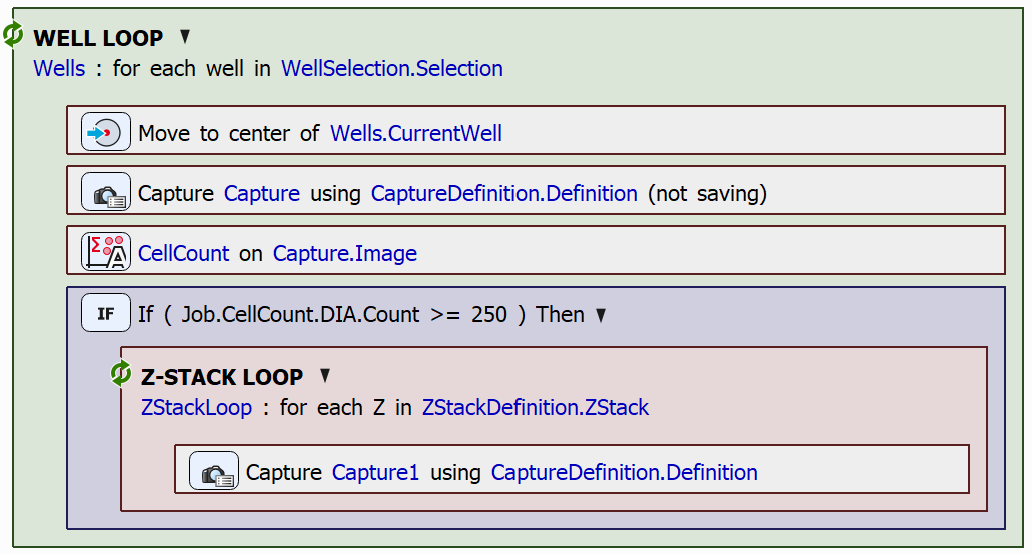 WELL LOOP ▼
Wells : for each well in WellSelection.Selection
Move to center of Wells.CurrentWell
Capture Capture using CaptureDefinition.Definition (not saving)
CellCount on Capture.Image
IF If ( Job.CellCount.DIA.Count >= 250 ) Then ▼
Z-STACK LOOP ▼
ZStackLoop : for each Z in ZStackDefinition.ZStack
Capture Capture1 using CaptureDefinition.Definition